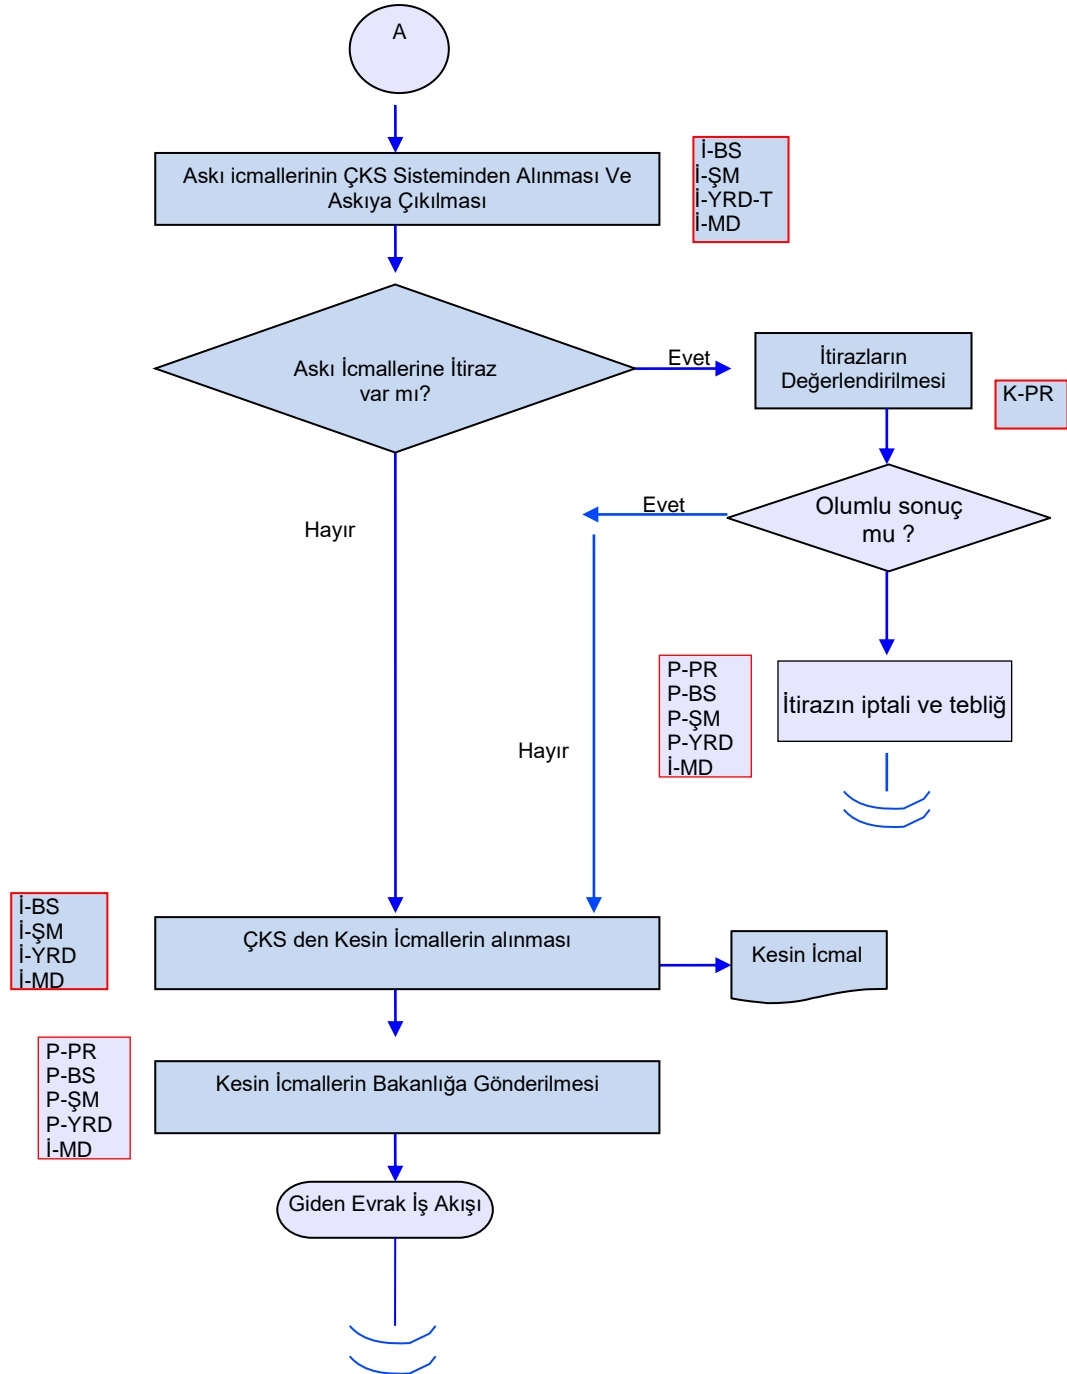 A
Askı icmallerinin ÇKS Sisteminden Alınması Ve
Askıya Çıkılması
İ-BS
İ-ŞM
İ-YRD-T
İ-MD
Askı İcmallerine İtiraz
var mı?
Evet
İtirazların
Değerlendirilmesi
K-PR
Hayır
Evet
Olumlu sonuç
mu ?
P-PR
P-BS
P-ŞM
P-YRD
İ-MD
İtirazın iptali ve tebliğ
Hayır
İ-BS
İ-ŞM
İ-YRD
İ-MD
ÇKS den Kesin İcmallerin alınması
Kesin İcmal
P-PR
P-BS
P-ŞM
P-YRD
İ-MD
Kesin İcmallerin Bakanlığa Gönderilmesi
Giden Evrak İş Akışı